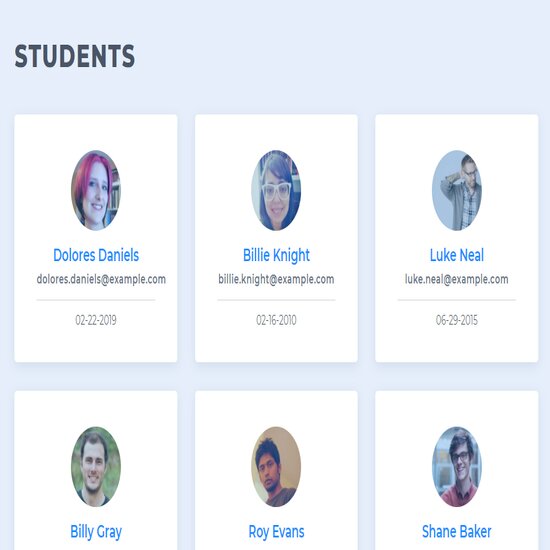 STUDENTS
Dolores Daniels
dolores.daniels@example.com
02-22-2019
Billie Knight
billie.knight@example.com
02-16-2010
Luke Neal
luke.neal@example.com
06-29-2015
Billy Gray
Roy Evans
Shane Baker